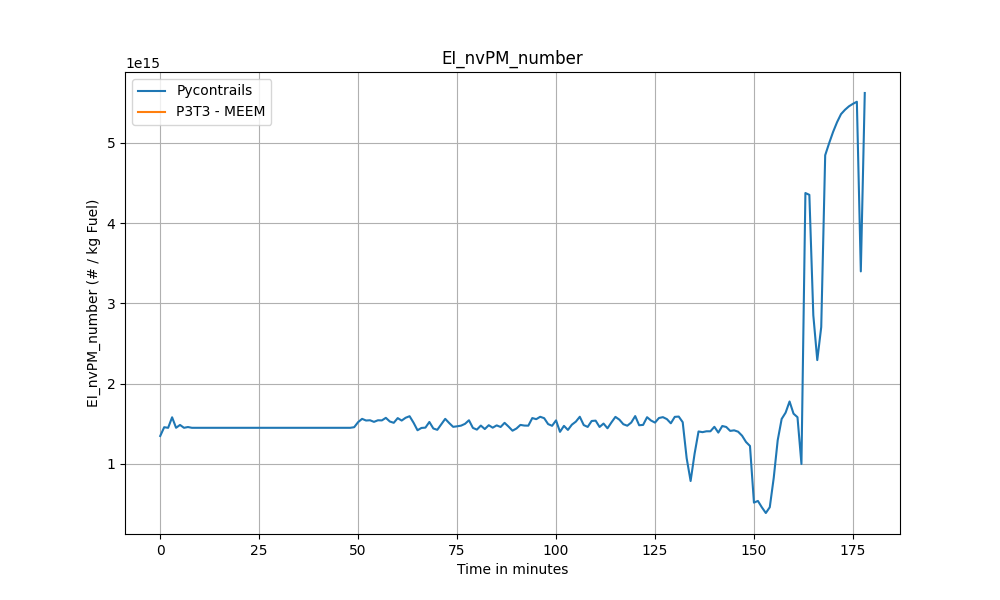 EI_nvPM_number
1e15
Pycontrails
P3T3 - MEEM
EI_nvPM_number (# / kg Fuel)
5
4
3
2
1
0 25 50 75 100 125 150 175
Time in minutes